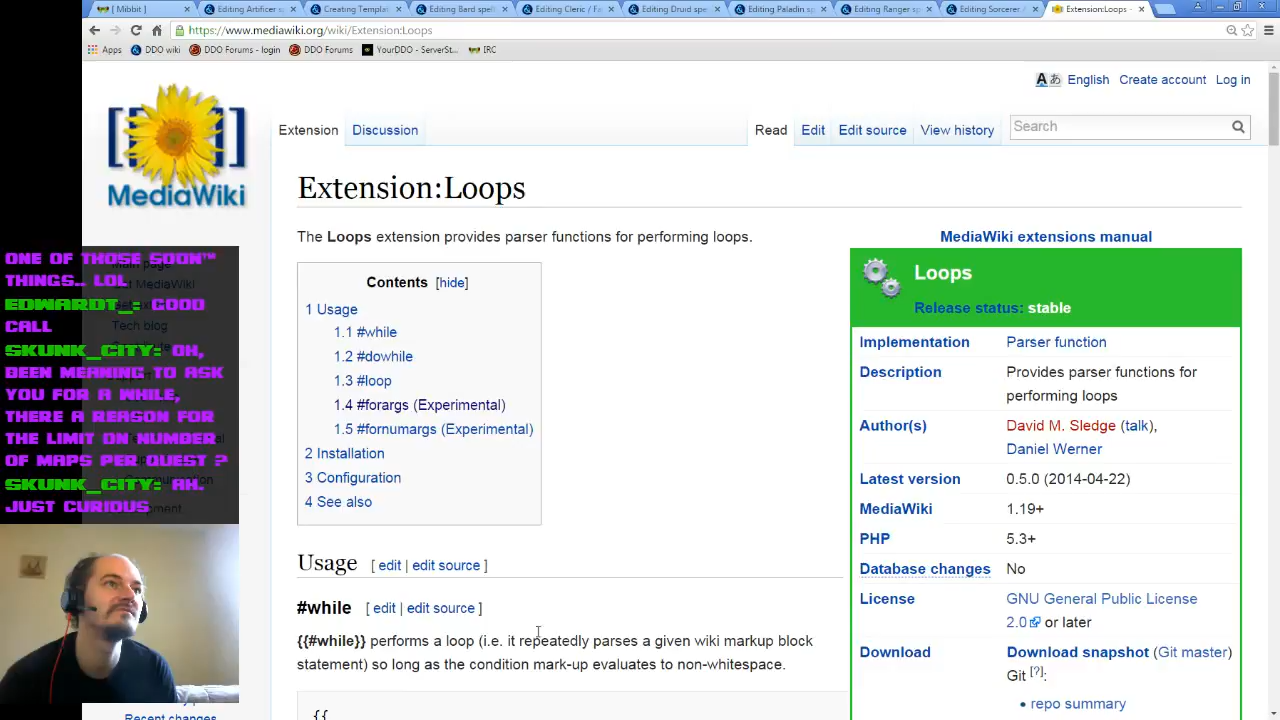 [ Mibbit ]
Editing Artificer sp
Creating Templat
Editing Bard spell
Editing Cleric / Fa
Editing Druid spe
Editing Paladin sp
Editing Ranger sp
Editing Sorcerer /
Extension:Loops -
https://www.mediawiki.org/wiki/Extension:Loops
Apps
DDO wiki
DDO Forums - login
DDO Forums
YourDDO - ServerSt...
IRC
English
Create account
Log in
Extension
Discussion
Read
Edit
Edit source
View history
Search
MEDIAWIKI
Extension:Loops
The Loops extension provides parser functions for performing loops.
Contents [hide]
1 Usage
1.1 #while
1.2 #dowhile
1.3 #loop
1.4 #forargs (Experimental)
1.5 #fornumargs (Experimental)
2 Installation
3 Configuration
4 See also
Usage [ edit | edit source ]
#while [ edit | edit source ]
{{#while}} performs a loop (i.e. it repeatedly parses a given wiki markup block
statement) so long as the condition mark-up evaluates to non-whitespace.
{{
MediaWiki extensions manual
Loops
Release status: stable
Implementation Parser function
Description Provides parser functions for
performing loops
Author(s) David M. Sledge (talk),
Daniel Werner
Latest version 0.5.0 (2014-04-22)
MediaWiki 1.19+
PHP 5.3+
Database changes No
License GNU General Public License
2.0 or later
Download Download snapshot (Git master)
Git [?]:
repo summary
ONE OF THOSE SOON™
THINGS.. LOL
EDWARDT_: GOOD
CALL
SKUNK_CITY: OH,
BEEN MEANING TO ASK
YOU FOR A WHILE,
THERE A REASON FOR
THE LIMIT ON NUMBER
OF MAPS PER QUEST ?
SKUNK_CITY: AH.
JUST CURIOUS
Tech blog
Recent changes